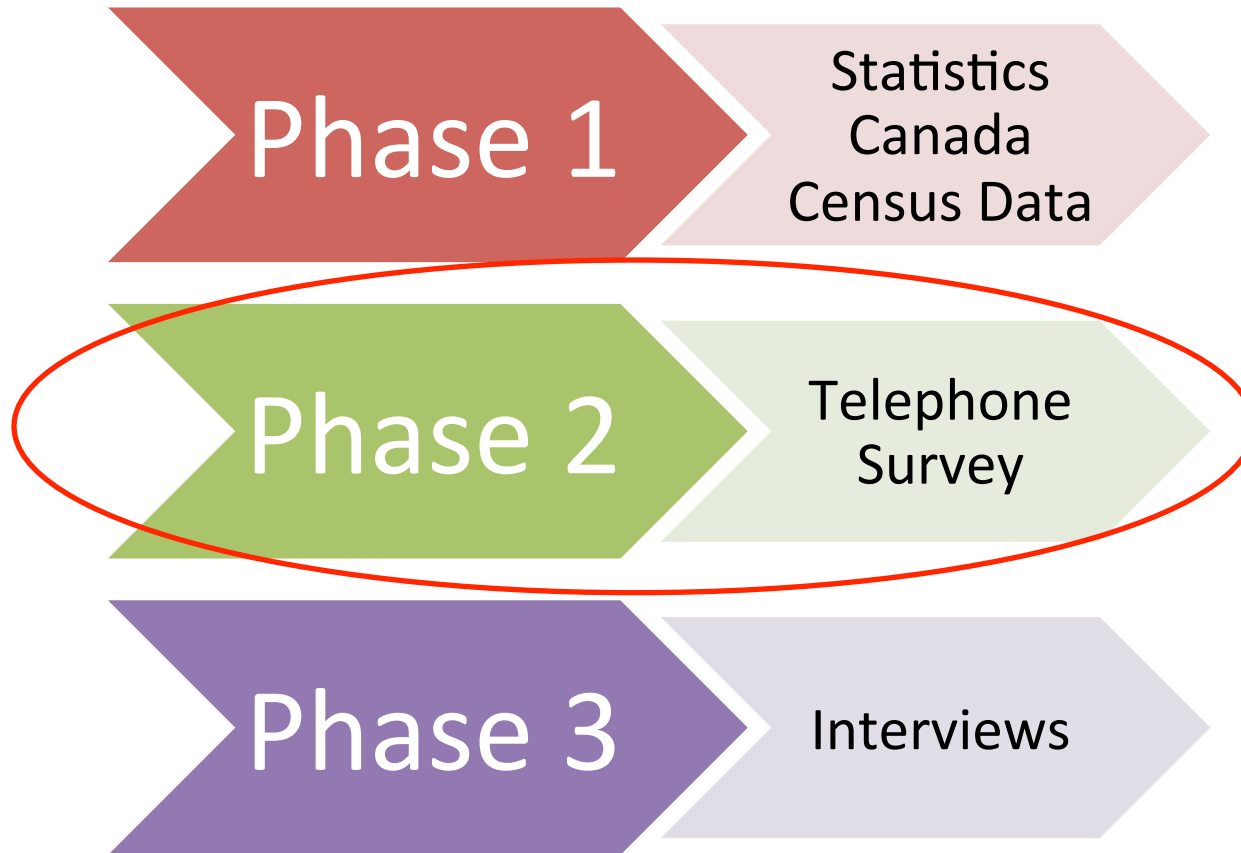 Phase 1
Statistics
Canada
Census Data
Phase 2
Telephone
Survey
Phase 3
Interviews